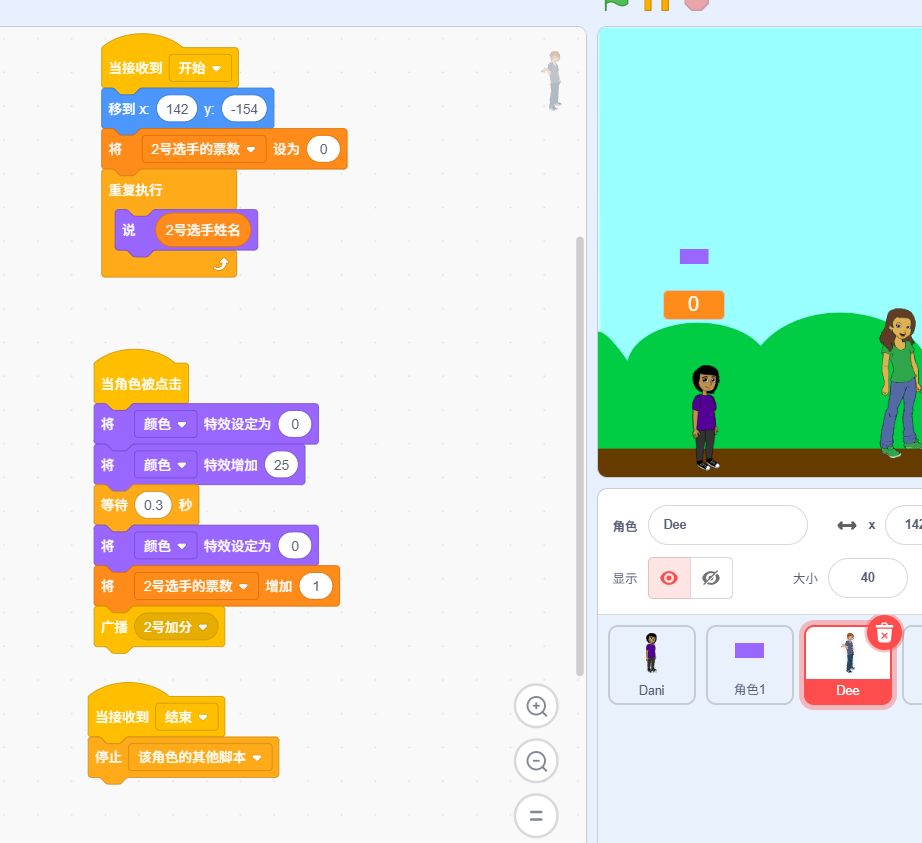 当接收到 开始
移到 x: 142 y: -154
将 2号选手的票数 设为 0
重复执行
说 2号选手姓名
当角色被点击
将 颜色 特效设定为 0
将 颜色 特效增加 25
等待 0.3 秒
将 颜色 特效设定为 0
将 2号选手的票数 增加 1
广播 2号加分
当接收到 结束
停止 该角色的其他脚本
0
角色 Dee x 142
显示 大小 40
Dani 角色1 Dee